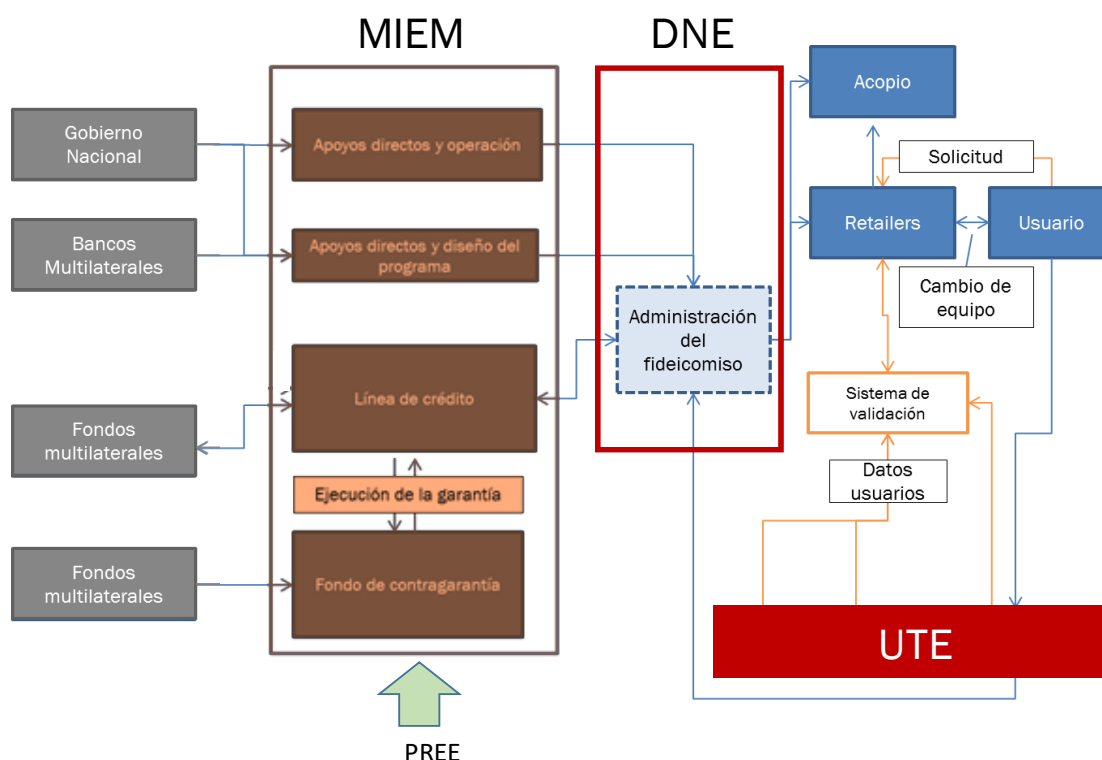 MIEM
DNE
Gobierno
Nacional
Bancos
Multilaterales
Fondos
multilaterales
Fondos
multilaterales
Apoyos directos y operación
Apoyos directos y diseño del
programa
Línea de crédito
Ejecución de la garantía
Fondo de contragarantía
PREE
Administración
del
fideicomiso
Acopio
Solicitud
Retailers
Usuario
Cambio de
equipo
Sistema de
validación
Datos
usuarios
UTE